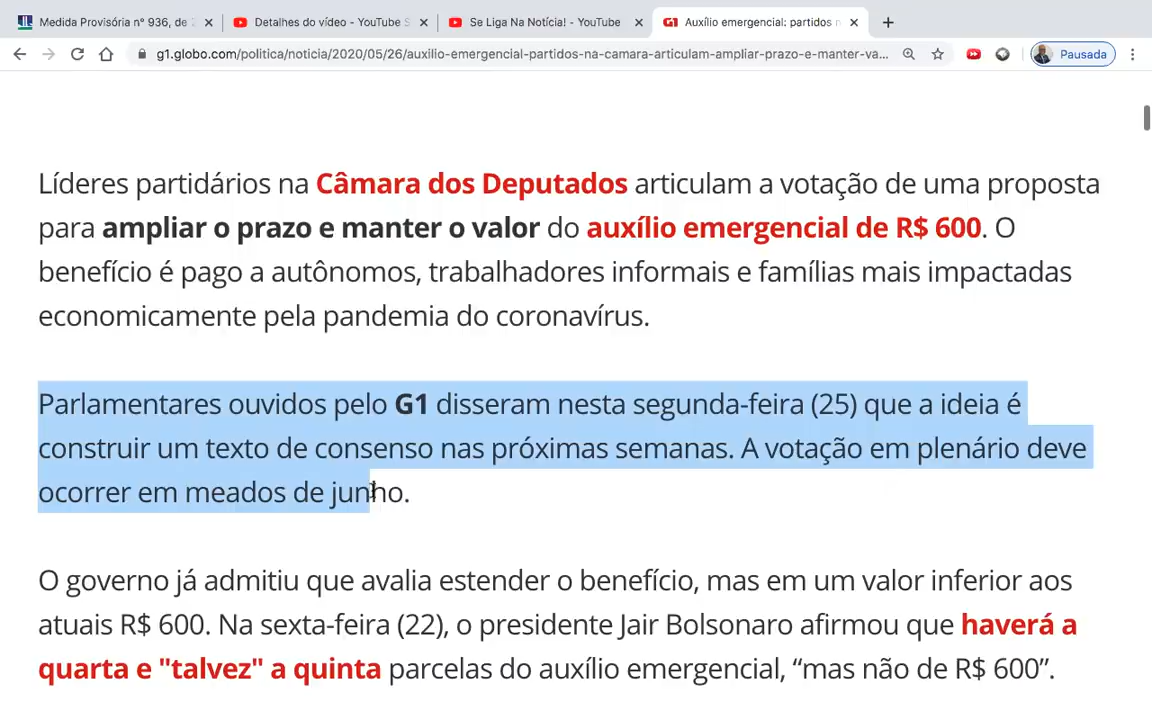 Medida Provisória nº 936, de
Detalhes do vídeo - YouTube S
Se Liga Na Notícia! - YouTube
G1 Auxílio emergencial: partidos n
g1.globo.com/politica/noticia/2020/05/26/auxilio-emergencial-partidos-na-camara-articulam-ampliar-prazo-e-manter-va...
Pausada
Líderes partidários na Câmara dos Deputados articulam a votação de uma proposta
para ampliar o prazo e manter o valor do auxílio emergencial de R$ 600. O
benefício é pago a autônomos, trabalhadores informais e famílias mais impactadas
economicamente pela pandemia do coronavírus.
Parlamentares ouvidos pelo G1 disseram nesta segunda-feira (25) que a ideia é
construir um texto de consenso nas próximas semanas. A votação em plenário deve
ocorrer em meados de junho.
O governo já admitiu que avalia estender o benefício, mas em um valor inferior aos
atuais R$ 600. Na sexta-feira (22), o presidente Jair Bolsonaro afirmou que haverá a
quarta e "talvez" a quinta parcelas do auxílio emergencial, “mas não de R$ 600”.